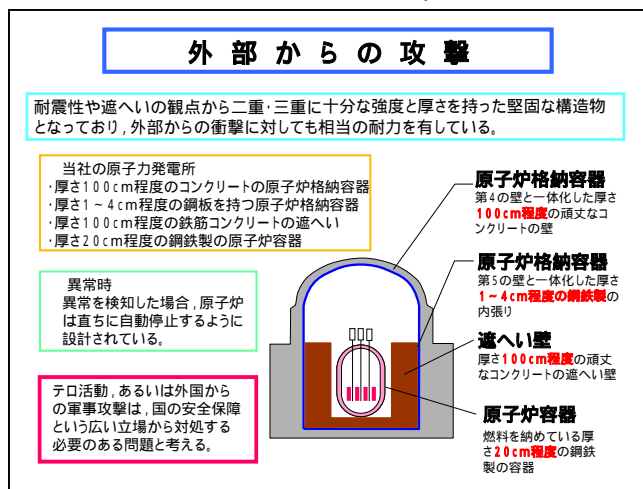 外部からの攻撃
耐震性や遮へいの観点から二重・三重に十分な強度と厚さを持った堅固な構造物
となっており，外部からの衝撃に対しても相当の耐力を有している。
当社の原子力発電所
・厚さ100cm程度のコンクリートの原子炉格納容器
・厚さ1～4cmの鋼板を持つ原子炉格納容器
・厚さ100cm程度の鉄筋コンクリートの遮へい
・厚さ20cm程度の鋼鉄製の原子炉容器
異常時
異常を検知した場合，原子炉
は直ちに自動停止するように
設計されている。
テロ活動，あるいは外国から
の軍事攻撃は，国の安全保障
という広い立場から対処する
必要のある問題と考える。
原子炉格納容器
第4の壁と一体化した厚さ
100cm程度の頑丈なコ
ンクリートの壁
原子炉格納容器
第5の壁と一体化した厚さ
1～4cm程度の鋼鉄製の
内張り
遮へい壁
厚さ100cm程度の頑丈
なコンクリートの遮へい壁
原子炉容器
燃料を納めている厚
さ20cm程度の鋼鉄
製の容器